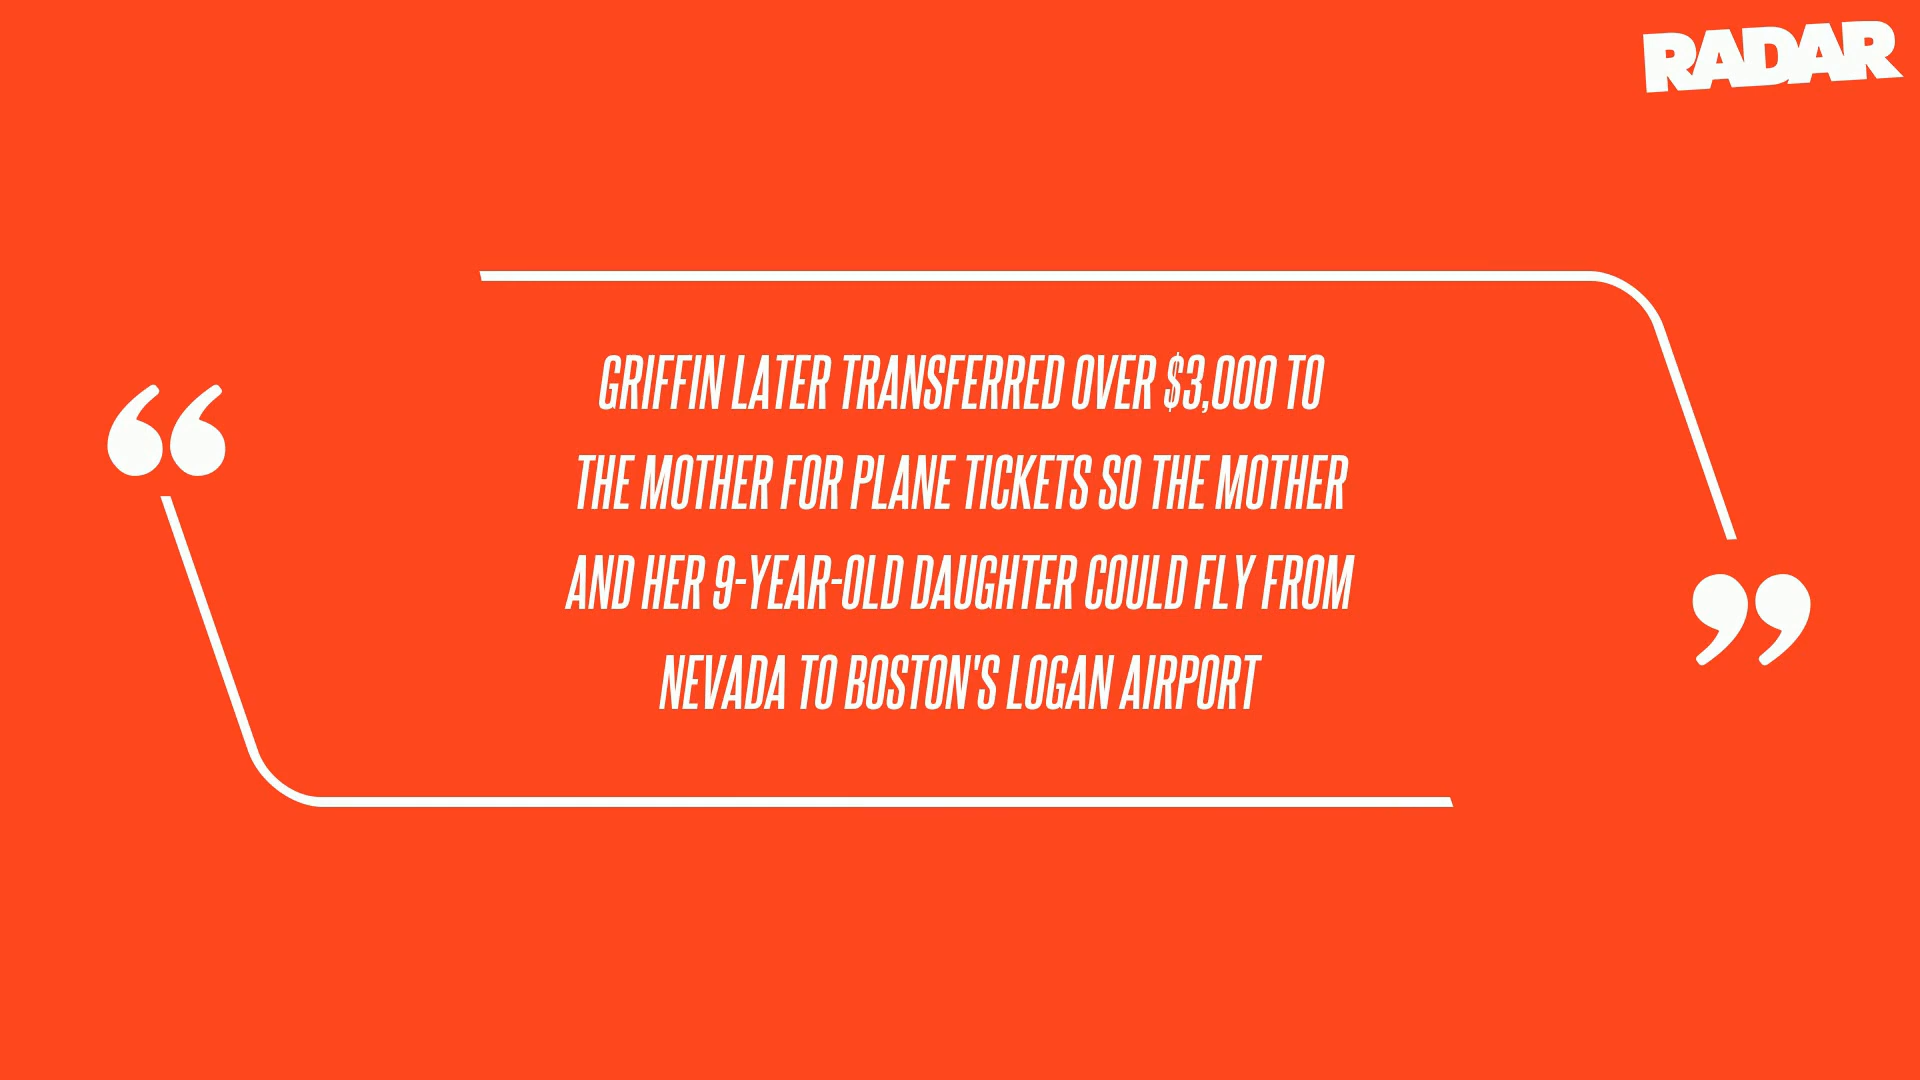 RADAR
GRIFFIN LATER TRANSFERRED OVER $3,000 TO
THE MOTHER FOR PLANE TICKETS SO THE MOTHER
AND HER 9-YEAR-OLD DAUGHTER COULD FLY FROM
NEVADA TO BOSTON'S LOGAN AIRPORT